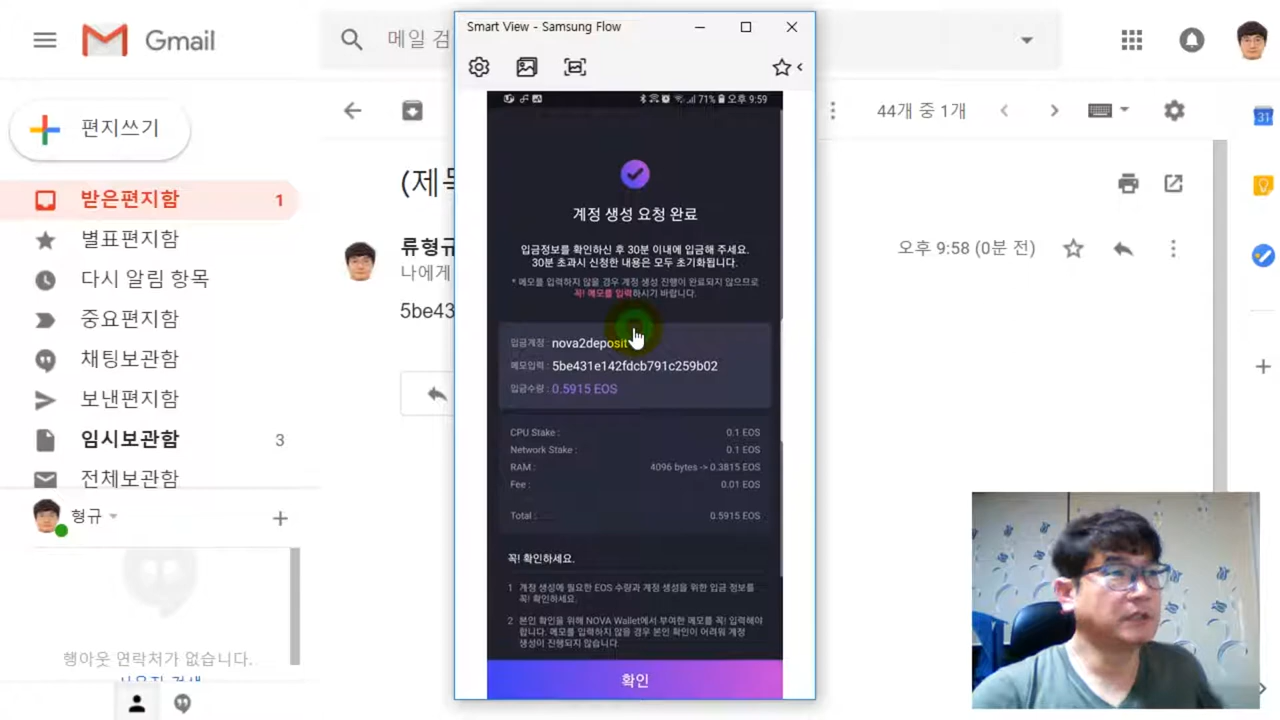 Gmail
메일 검
편지쓰기
받은편지함 1
별표편지함
다시 알림 항목
중요편지함
채팅보관함
보낸편지함
임시보관함 3
전체보관함
형규
행아웃 연락처가 없습니다.
44개 중 1개
(제목
류형규
나에게
오후 9:58 (0분 전)
5be43
31
Smart View - Samsung Flow
71% 오후 9:59
계정 생성 요청 완료
입금정보를 확인하신 후 30분 이내에 입금해 주세요.
30분 초과시 신청한 내용은 모두 초기화됩니다.
* 메모를 입력하지 않을 경우 계정 생성 진행이 완료되지 않으므로
꼭! 메모를 입력하시기 바랍니다.
입금계정 : nova2deposit
메모입력 : 5be431e142fdcb791c259b02
입금수량 : 0.5915 EOS
CPU Stake : 0.1 EOS
Network Stake : 0.1 EOS
RAM : 4096 bytes -> 0.3815 EOS
Fee : 0.01 EOS
Total : 0.5915 EOS
꼭! 확인하세요.
1 계정 생성에 필요한 EOS 수량과 계정 생성을 위한 입금 정보를
꼭! 확인하세요.
2 본인 확인을 위해 NOVA Wallet에서 부여한 메모를 꼭! 입력해야
합니다. 메모를 입력하지 않을 경우 본인 확인이 어려워 계정
생성이 진행되지 않습니다.
확인